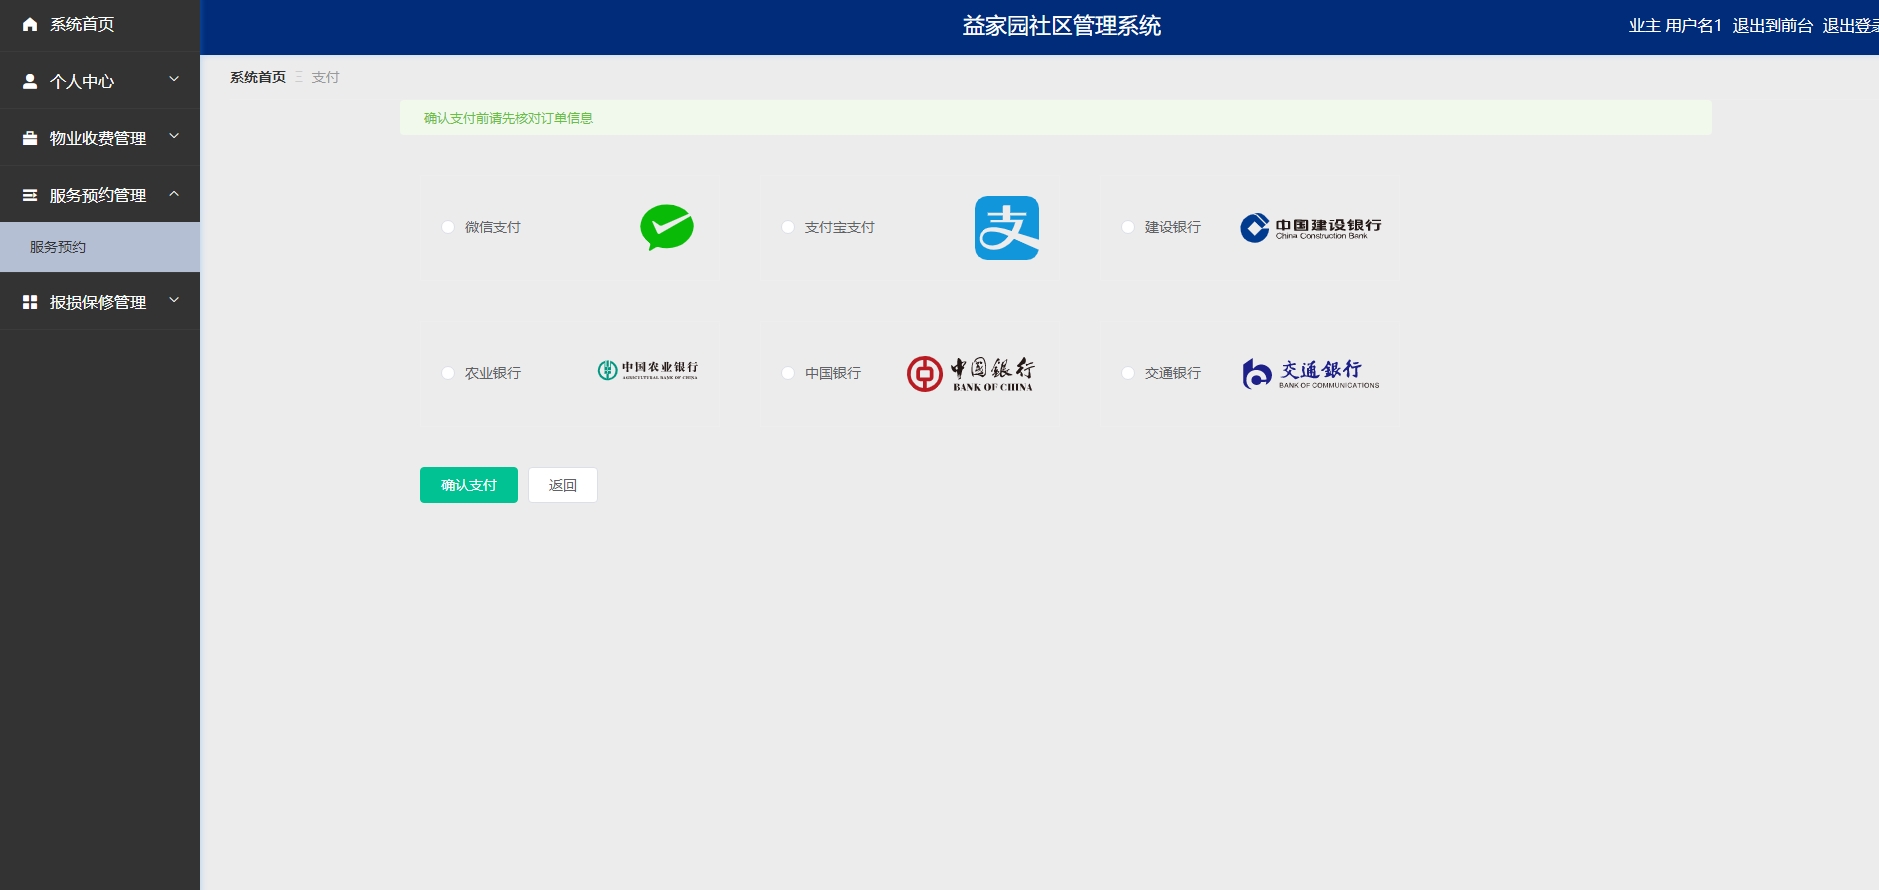 系统首页
个人中心
物业收费管理
服务预约管理
服务预约
报损保修管理
益家园社区管理系统
业主 用户名1 退出到前台 退出登录
系统首页 支付
确认支付前请先核对订单信息
微信支付
支
支付宝支付
建设银行
中国建设银行
China Construction Bank
农业银行
中国农业银行
AGRICULTURAL BANK OF CHINA
中国银行
中国銀行
BANK OF CHINA
交通银行
交通銀行
BANK OF COMMUNICATIONS
确认支付
返回